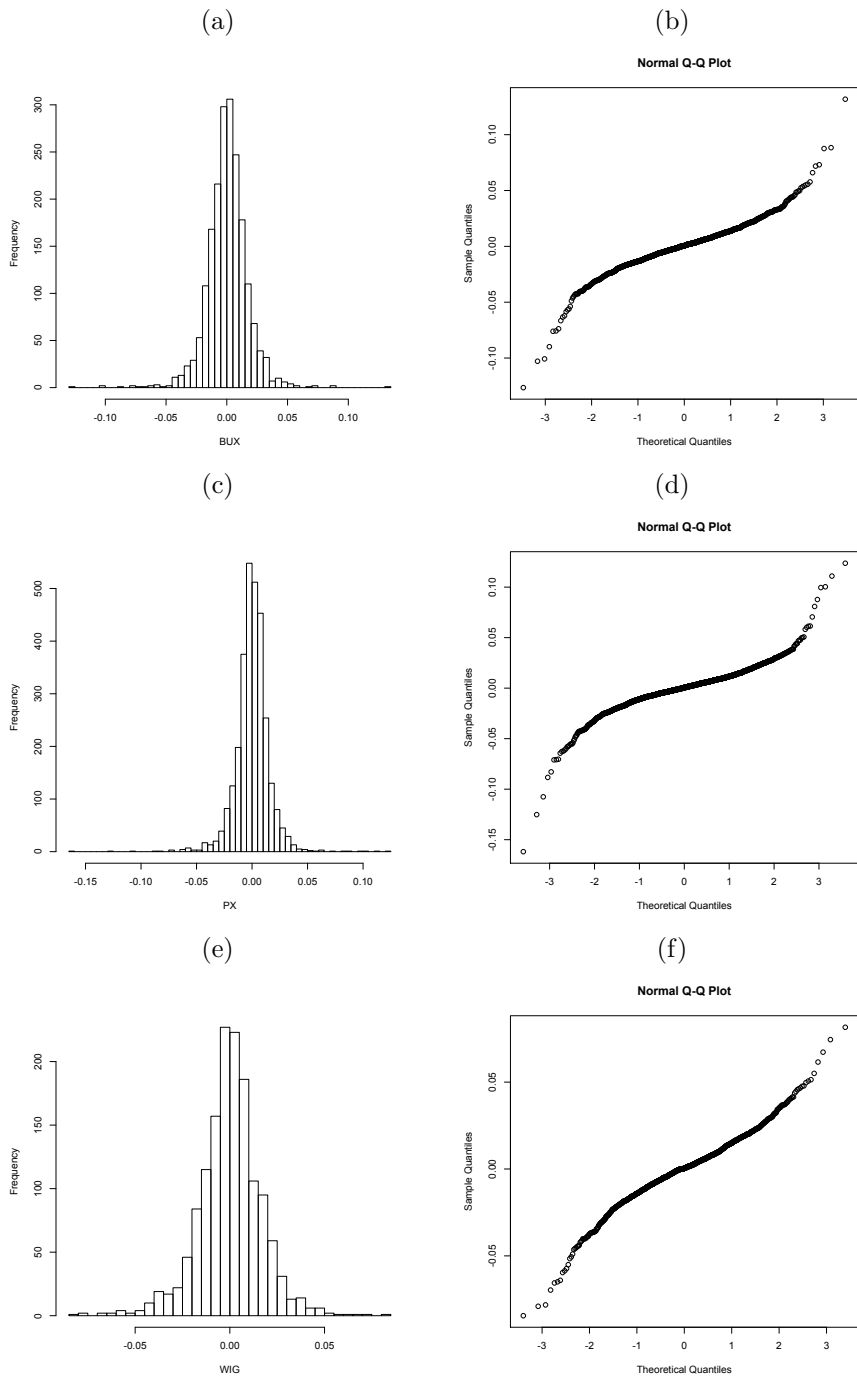 (a)
(b)
Normal Q-Q Plot
Frequency
0 50 100 150 200 250 300
-0.10 -0.05 0.00 0.05 0.10
BUX
Sample Quantiles
-0.10 -0.05 0.00 0.05 0.10
-3 -2 -1 0 1 2 3
Theoretical Quantiles
(c)
(d)
Normal Q-Q Plot
Frequency
0 100 200 300 400 500
-0.15 -0.10 -0.05 0.00 0.05 0.10
PX
Sample Quantiles
-0.15 -0.10 -0.05 0.00 0.05 0.10
-3 -2 -1 0 1 2 3
Theoretical Quantiles
(e)
(f)
Normal Q-Q Plot
Frequency
0 50 100 150 200
-0.05 0.00 0.05
WIG
Sample Quantiles
-0.05 0.00 0.05
-3 -2 -1 0 1 2 3
Theoretical Quantiles